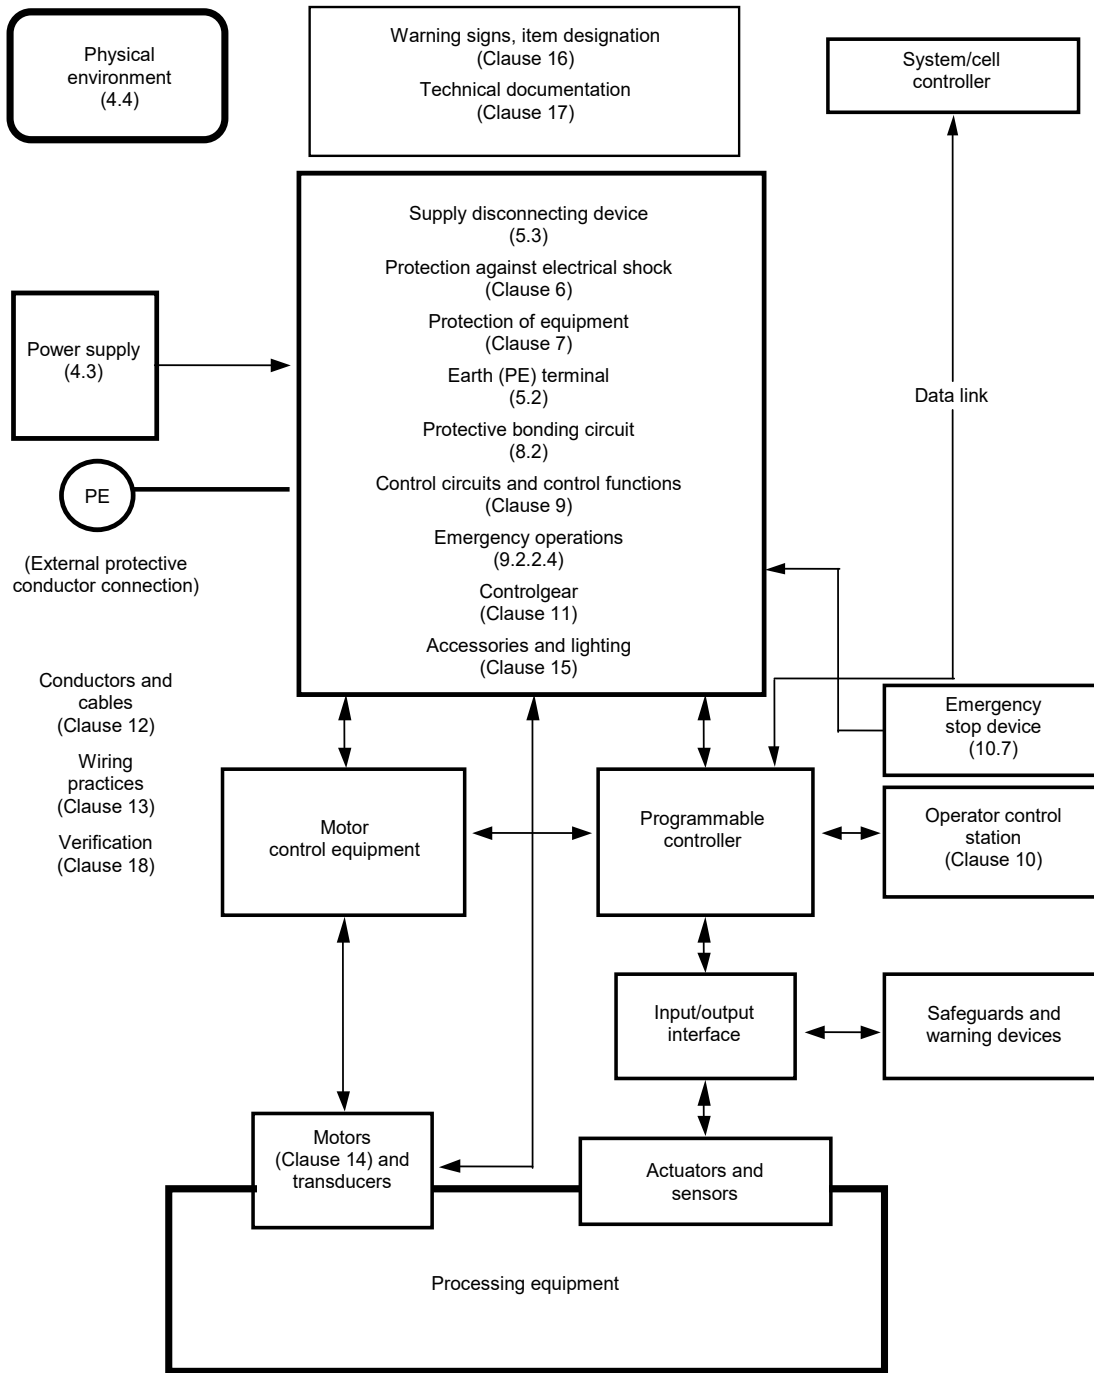 Physical
environment
(4.4)
Warning signs, item designation
(Clause 16)
Technical documentation
(Clause 17)
System/cell
controller
Supply disconnecting device
(5.3)
Protection against electrical shock
(Clause 6)
Protection of equipment
(Clause 7)
Earth (PE) terminal
(5.2)
Protective bonding circuit
(8.2)
Control circuits and control functions
(Clause 9)
Emergency operations
(9.2.2.4)
Controlgear
(Clause 11)
Accessories and lighting
(Clause 15)
Power supply
(4.3)
PE
(External protective
conductor connection)
Data link
Conductors and
cables
(Clause 12)
Wiring
practices
(Clause 13)
Verification
(Clause 18)
Emergency
stop device
(10.7)
Motor
control equipment
Programmable
controller
Operator control
station
(Clause 10)
Input/output
interface
Safeguards and
warning devices
Motors
(Clause 14) and
transducers
Actuators and
sensors
Processing equipment